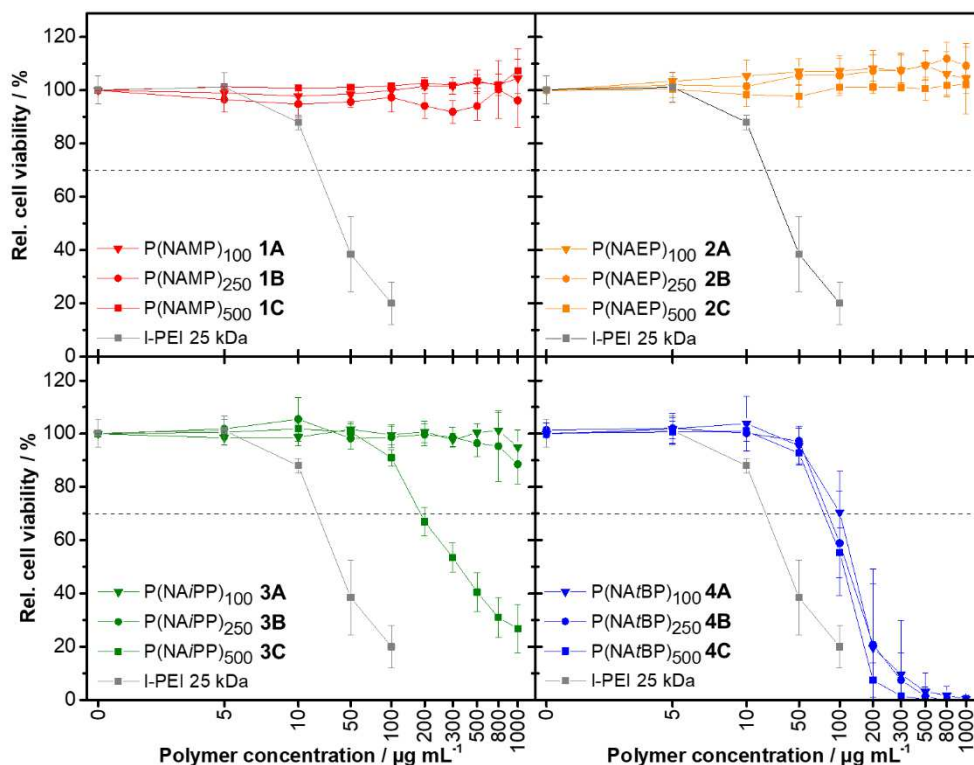 Rel. cell viability / %
120
100
80
60
40
20
0
P(NAMP)100 1A
P(NAMP)250 1B
P(NAMP)500 1C
l-PEI 25 kDa
P(NAEP)100 2A
P(NAEP)250 2B
P(NAEP)500 2C
l-PEI 25 kDa
Rel. cell viability / %
120
100
80
60
40
20
0
P(NAiPP)100 3A
P(NAiPP)250 3B
P(NAiPP)500 3C
l-PEI 25 kDa
P(NAtBP)100 4A
P(NAtBP)250 4B
P(NAtBP)500 4C
l-PEI 25 kDa
0 5 10 50 100 200 300 500 800 1000
0 5 10 50 100 200 300 500 800 1000
Polymer concentration / µg mL-1 Polymer concentration / µg mL-1